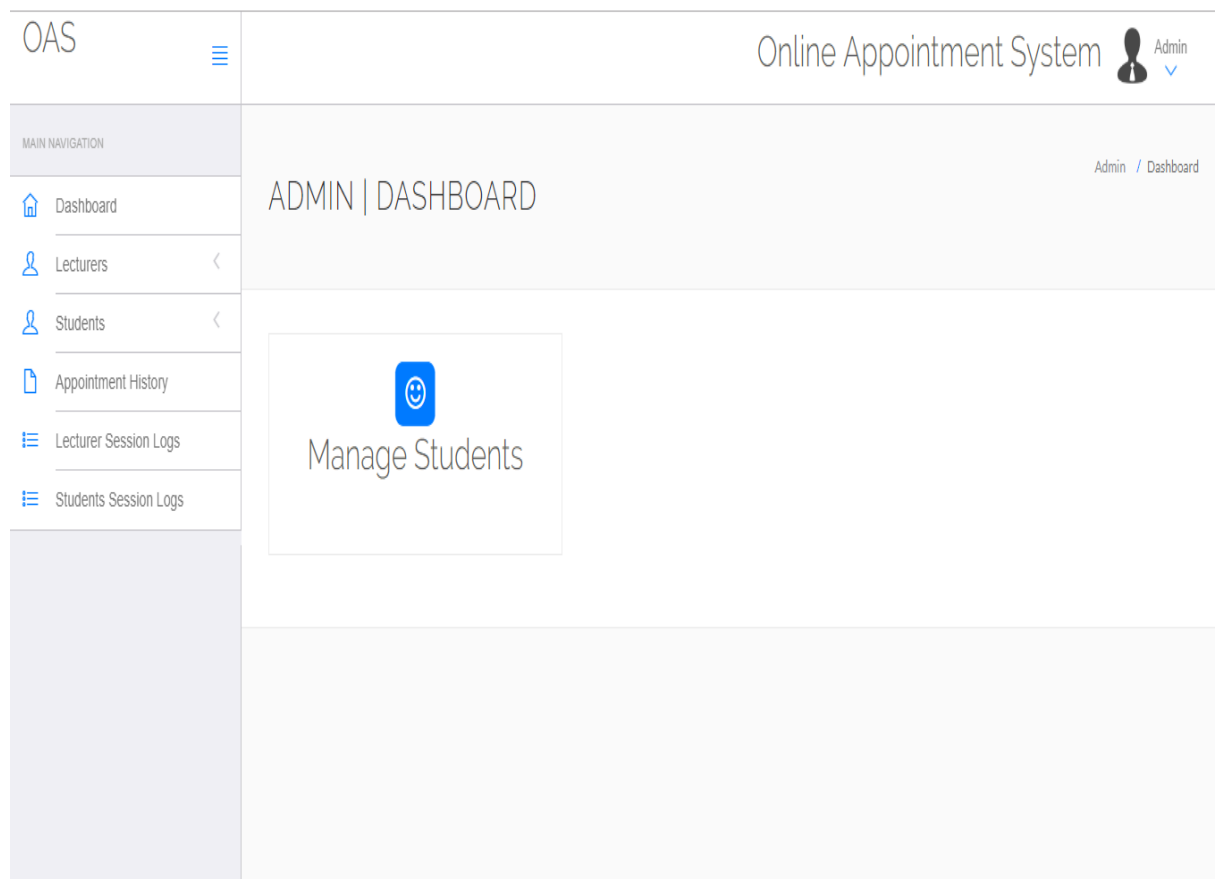 OAS
Online Appointment System
Admin
MAIN NAVIGATION
Dashboard
Lecturers
Students
Appointment History
Lecturer Session Logs
Students Session Logs
ADMIN | DASHBOARD
Admin / Dashboard
Manage Students